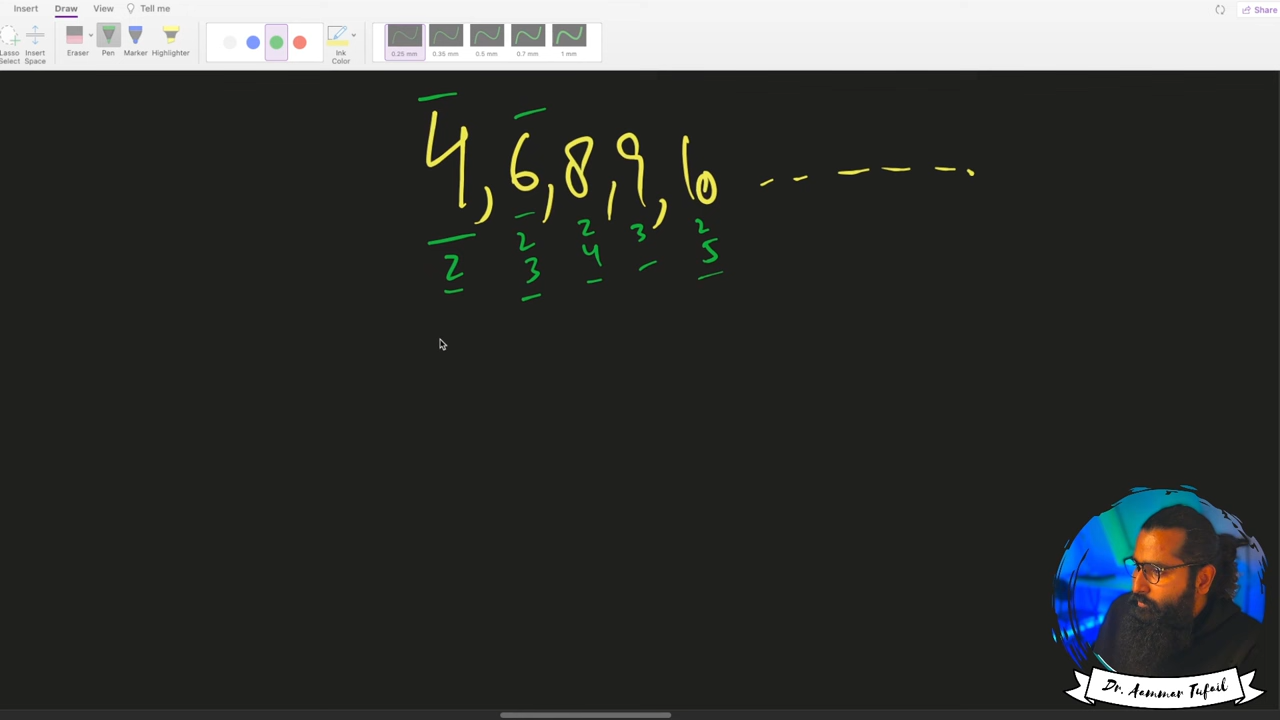 Insert Draw View Tell me Share
Lasso Select
Insert Space
Eraser
Pen
Marker
Highlighter
Ink Color
0.25 mm 0.35 mm 0.5 mm 0.7 mm 1 mm
4, 6, 8, 9, 10 ------.
2 2 3 2
2 3 4 5
Dr. Aammar Tufail